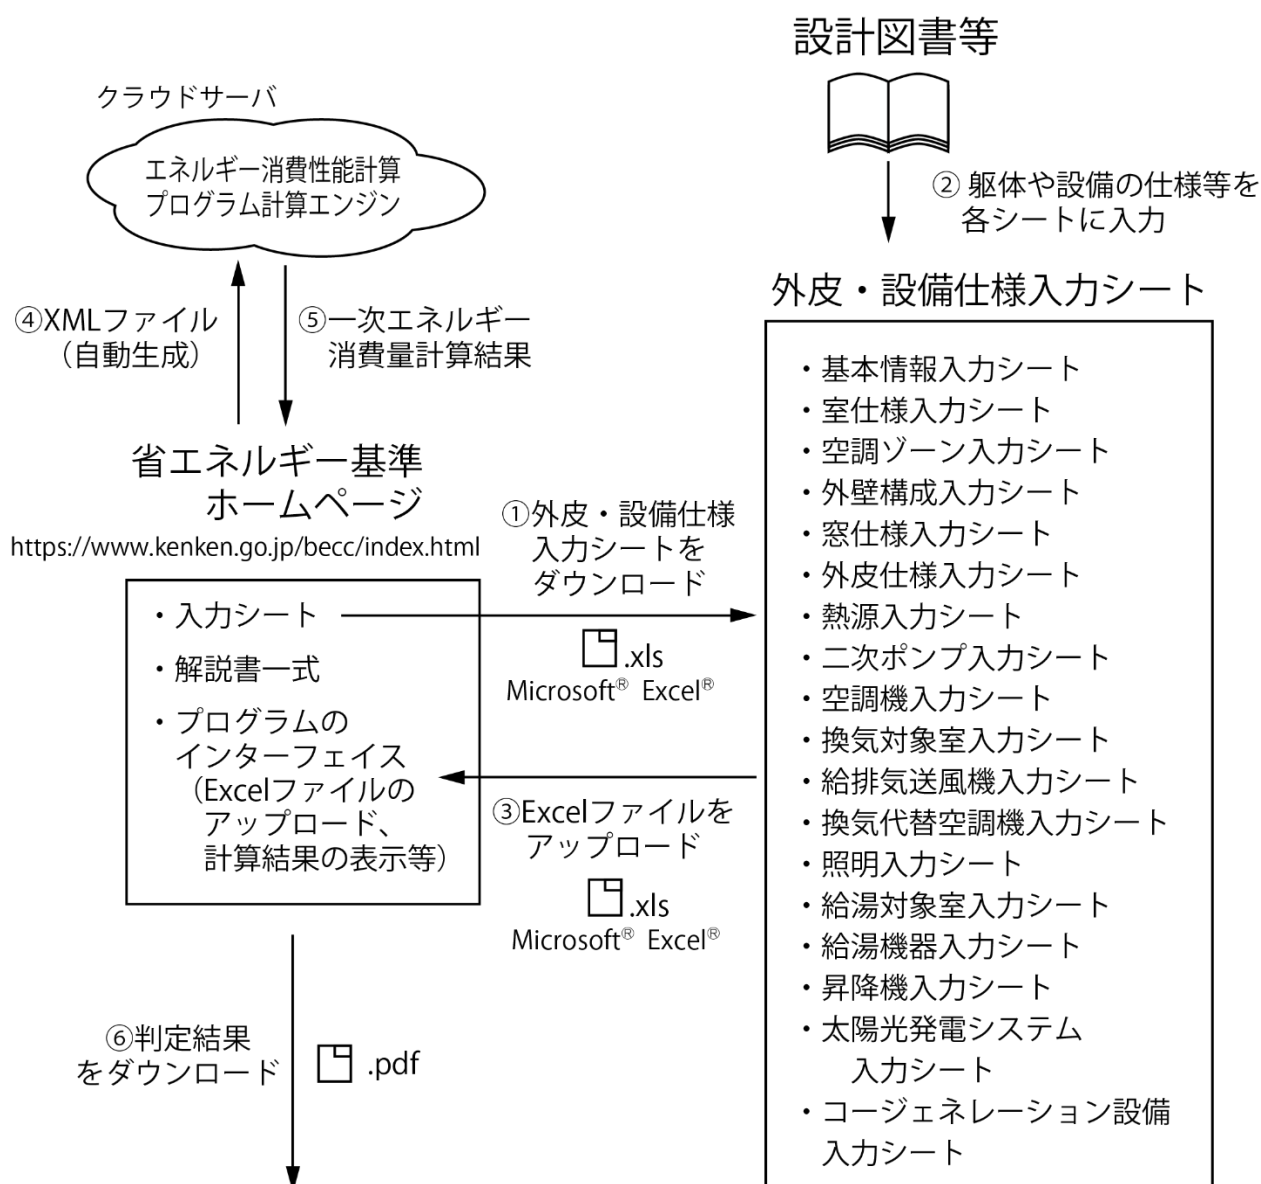 設計図書等
クラウドサーバ
エネルギー消費性能計算
プログラム計算エンジン
② 躯体や設備の仕様等を
各シートに入力
④XMLファイル
（自動生成）
⑤一次エネルギー
消費量計算結果
省エネルギー基準
ホームページ
https://www.kenken.go.jp/becc/index.html
・入力シート
・解説書一式
・プログラムの
インターフェイス
（Excelファイルの
アップロード、
計算結果の表示等）
①外皮・設備仕様
入力シートを
ダウンロード
.xls
Microsoft® Excel®
③Excelファイルを
アップロード
.xls
Microsoft® Excel®
外皮・設備仕様入力シート
・基本情報入力シート
・室仕様入力シート
・空調ゾーン入力シート
・外壁構成入力シート
・窓仕様入力シート
・外皮仕様入力シート
・熱源入力シート
・二次ポンプ入力シート
・空調機入力シート
・換気対象室入力シート
・給排気送風機入力シート
・換気代替空調機入力シート
・照明入力シート
・給湯対象室入力シート
・給湯機器入力シート
・昇降機入力シート
・太陽光発電システム
入力シート
・コージェネレーション設備
入力シート
⑥判定結果
をダウンロード
.pdf